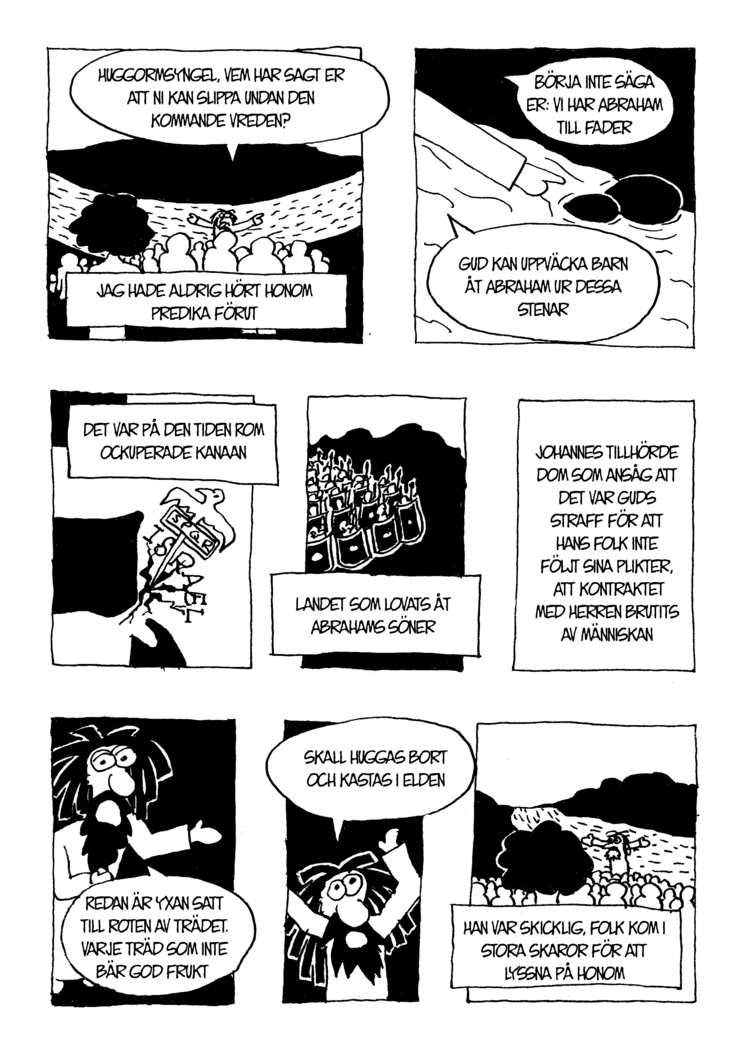 HUGGORMSYNGEL, VEM HAR SAGT ER
ATT NI KAN SLIPPA UNDAN DEN
KOMMANDE VREDEN?
JAG HADE ALDRIG HÖRT HONOM
PREDIKA FÖRUT
BÖRJA INTE SÄGA
ER: VI HAR ABRAHAM
TILL FADER
GUD KAN UPPVÄCKA BARN
ÅT ABRAHAM UR DESSA
STENAR
DET VAR PÅ DEN TIDEN ROM
OCKUPERADE KANAAN
LANDET SOM LOVATS ÅT
ABRAHAMS SÖNER
JOHANNES TILLHÖRDE
DOM SOM ANSÅG ATT
DET VAR GUDS
STRAFF FÖR ATT
HANS FOLK INTE
FÖLJT SINA PLIKTER,
ATT KONTRAKTET
MED HERREN BRUTITS
AV MÄNNISKAN
REDAN ÄR YXAN SATT
TILL ROTEN AV TRÄDET.
VARJE TRÄD SOM INTE
BÄR GOD FRUKT
SKALL HUGGAS BORT
OCH KASTAS I ELDEN
HAN VAR SKICKLIG, FOLK KOM I
STORA SKAROR FÖR ATT
LYSSNA PÅ HONOM